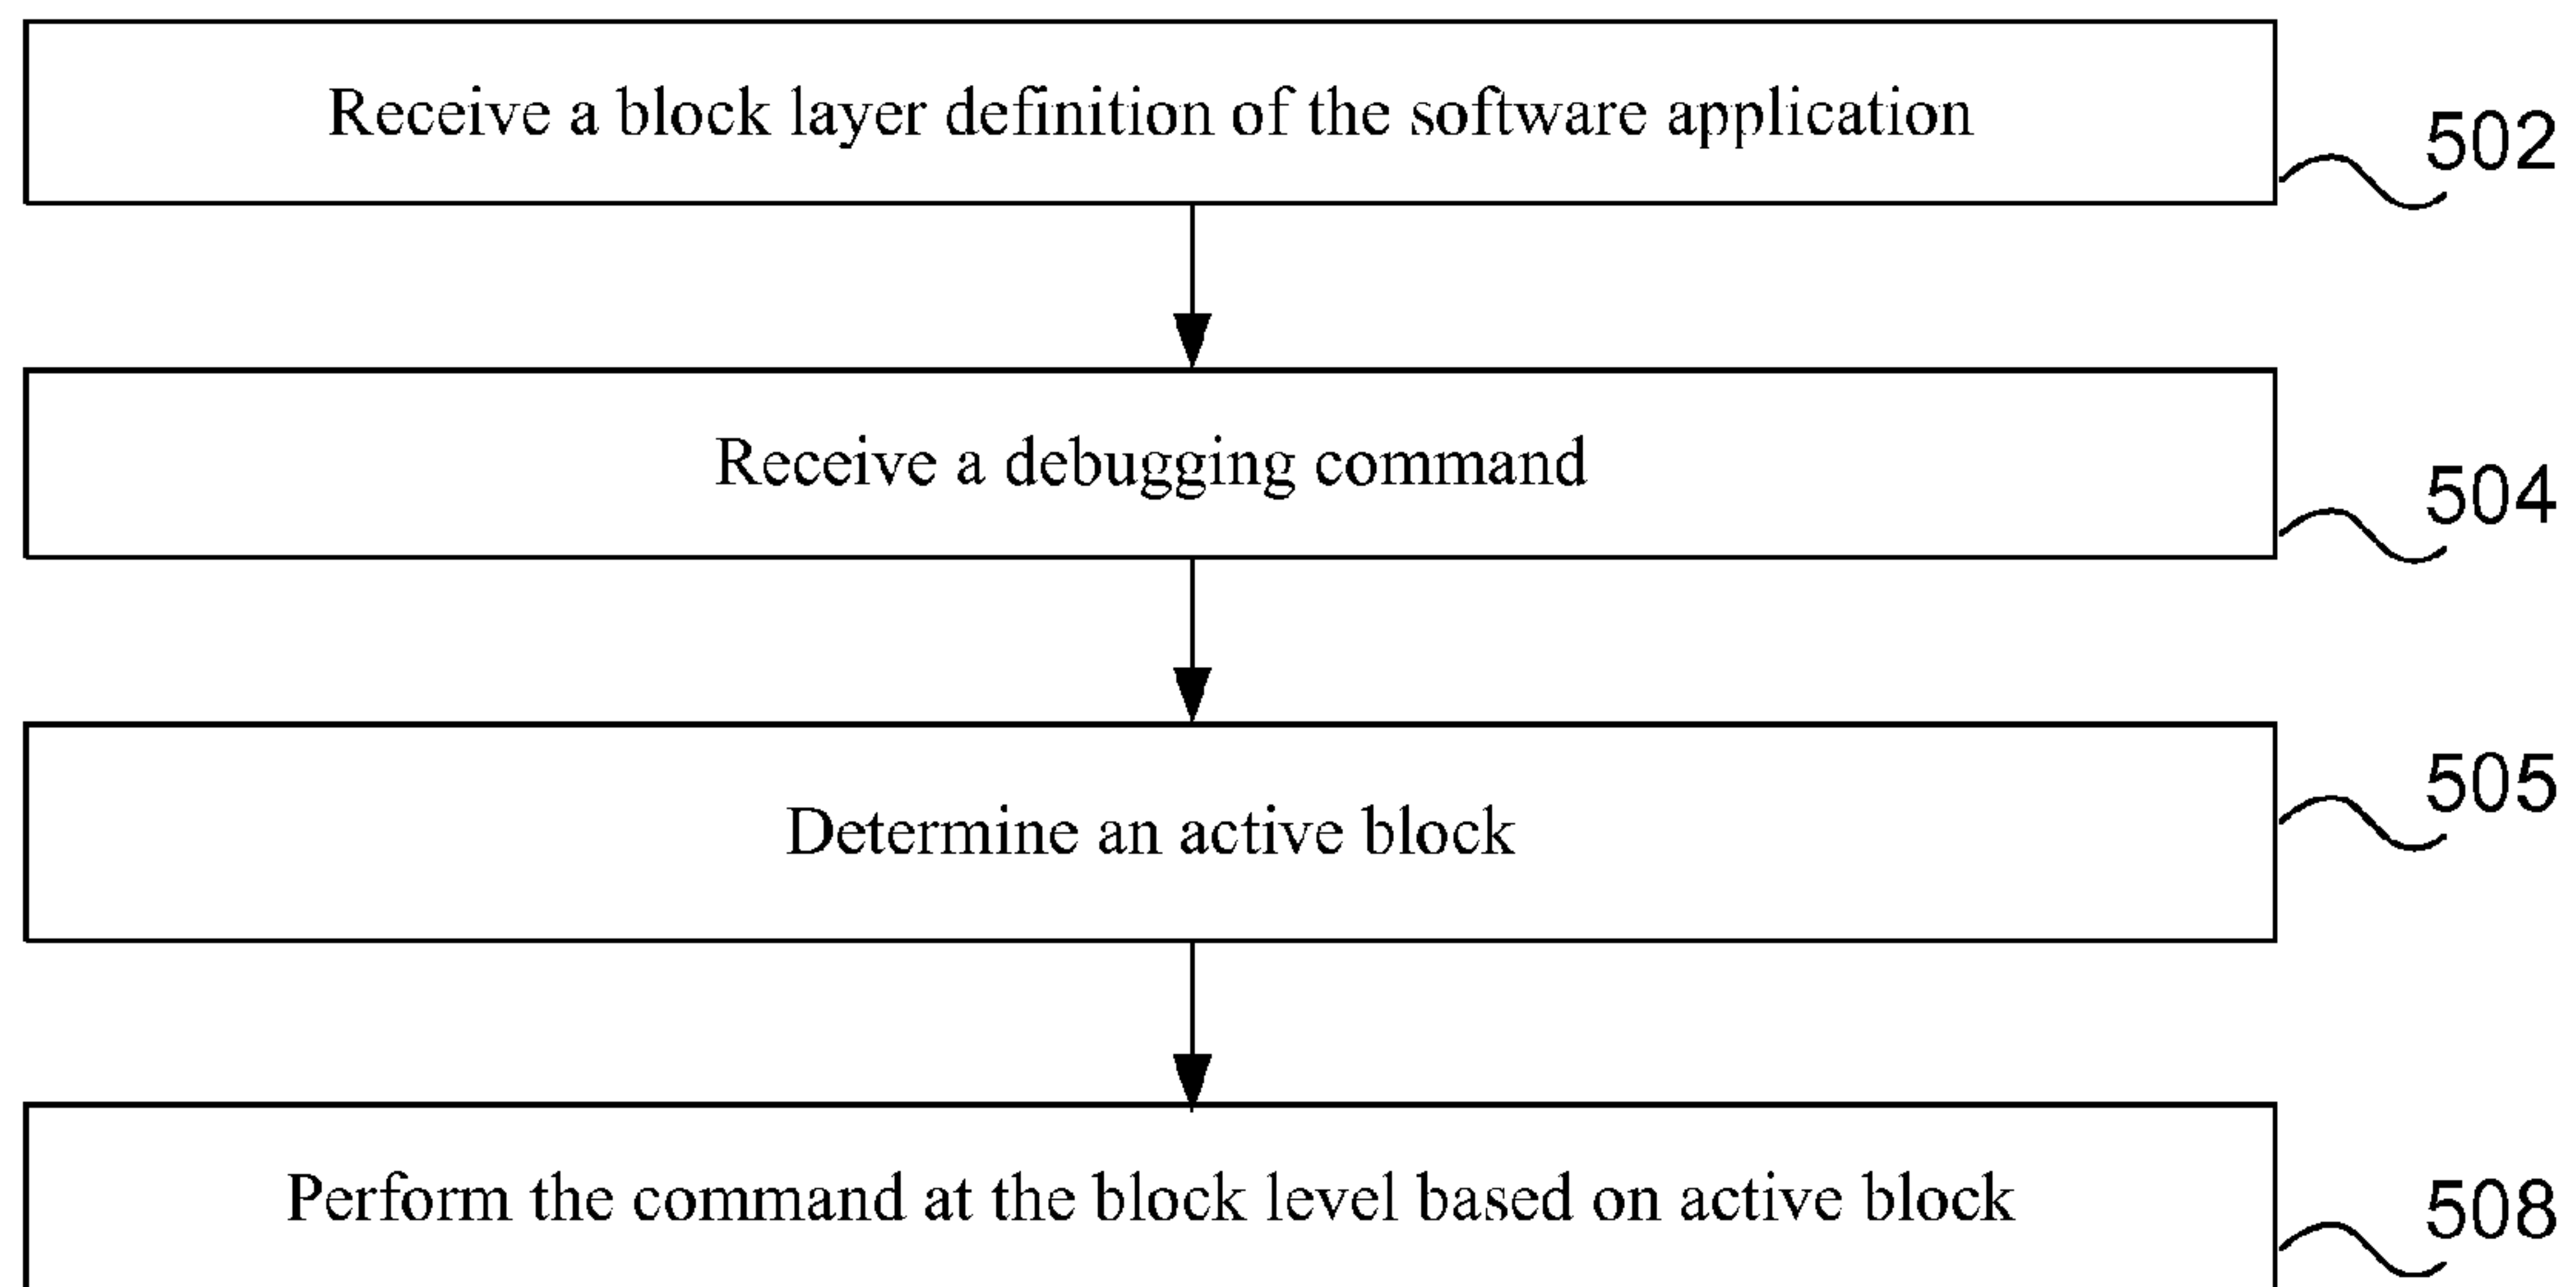 Receive a block layer definition of the software application
502
Receive a debugging command
504
Determine an active block
505
Perform the command at the block level based on active block
508